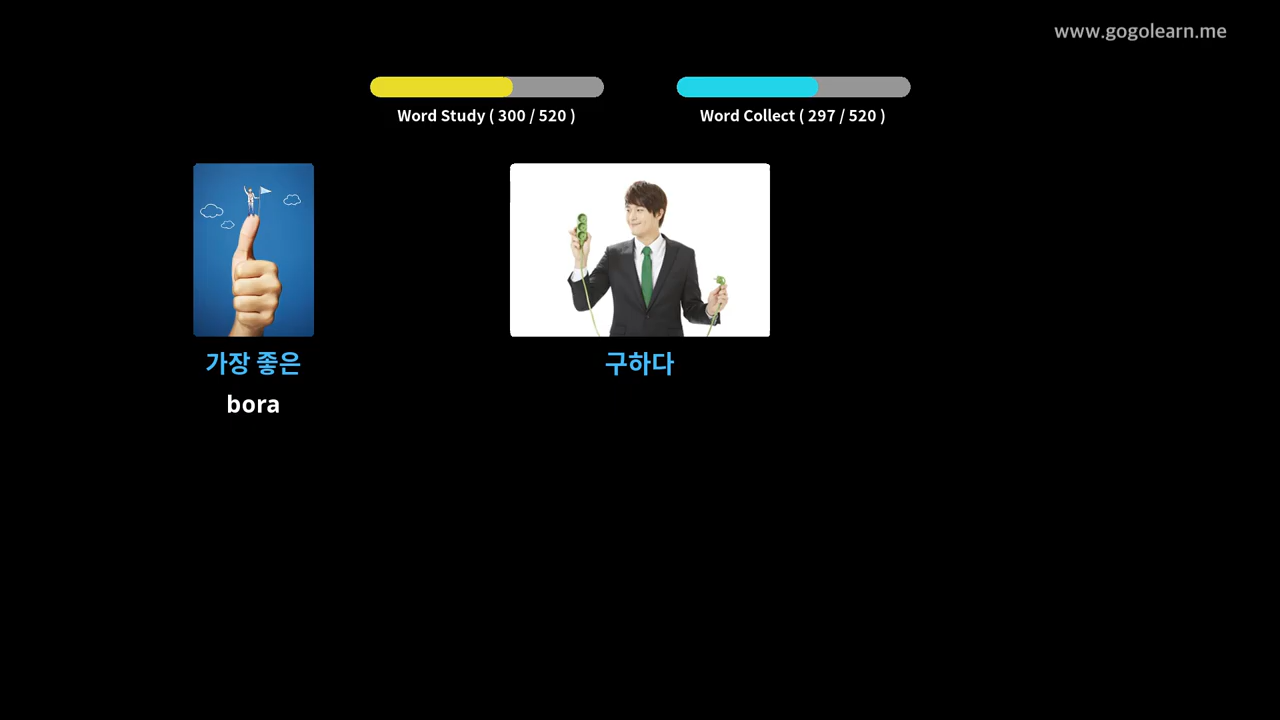 www.gogolearn.me
Word Study ( 300 / 520 )
Word Collect ( 297 / 520 )
가장 좋은
구하다
bora